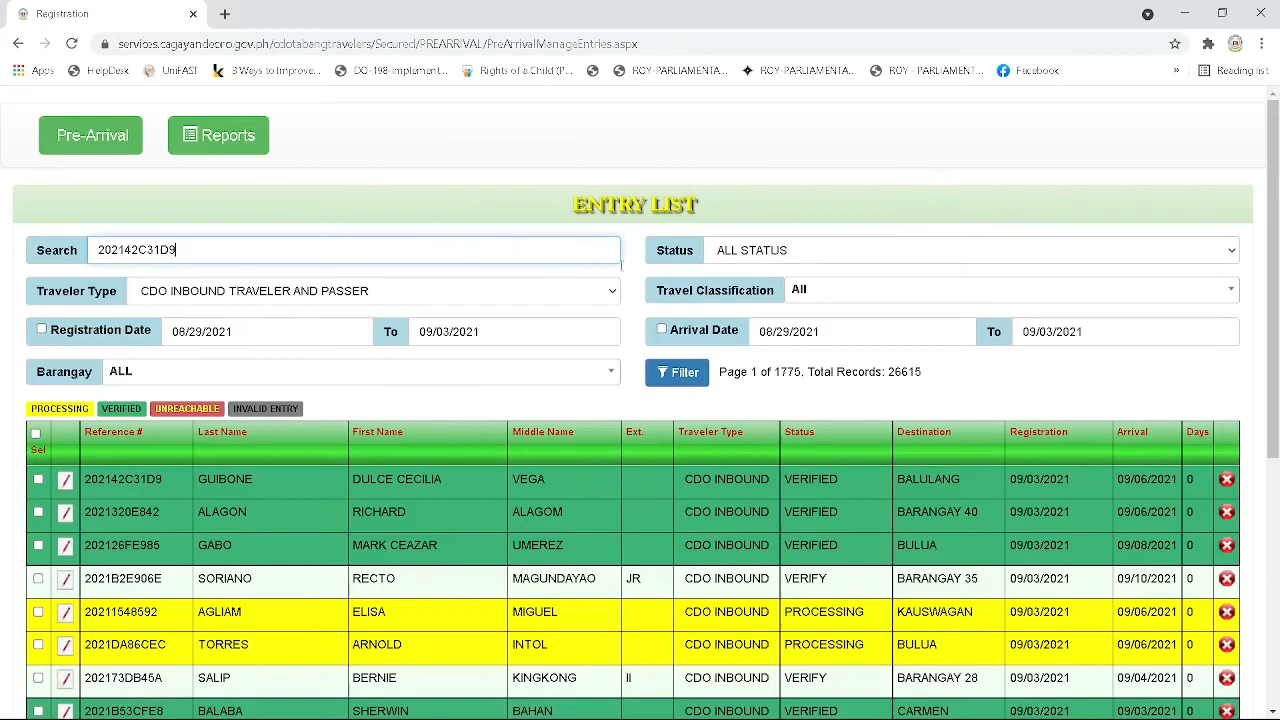 Registration
services.cagayandeoro.gov.ph/cdotabangtravelers/Secured/PREARRIVAL/PreArrivalManageEntries.aspx
Apps HelpDesk UniFAST 3 Ways to Improv... DO-198-Implement... Rights of a Child (P... ROY-PARLIAMENTA... ROY-PARLIAMENTA... ROY - PARLIAMENT... Facebook » Reading list
Pre-Arrival Reports
ENTRY LIST
Search 202142C31D9 Status ALL STATUS
Traveler Type CDO INBOUND TRAVELER AND PASSER Travel Classification All
Registration Date 08/29/2021 To 09/03/2021 Arrival Date 08/29/2021 To 09/03/2021
Barangay ALL Filter Page 1 of 1775, Total Records: 26615
PROCESSING VERIFIED UNREACHABLE INVALID ENTRY
Sel Reference # Last Name First Name Middle Name Ext. Traveler Type Status Destination Registration Arrival Days
202142C31D9 GUIBONE DULCE CECILIA VEGA CDO INBOUND VERIFIED BALULANG 09/03/2021 09/06/2021 0
2021320E842 ALAGON RICHARD ALAGOM CDO INBOUND VERIFIED BARANGAY 40 09/03/2021 09/06/2021 0
202126FE985 GABO MARK CEAZAR UMEREZ CDO INBOUND VERIFIED BULUA 09/03/2021 09/08/2021 0
2021B2E906E SORIANO RECTO MAGUNDAYAO JR CDO INBOUND VERIFY BARANGAY 35 09/03/2021 09/10/2021 0
20211548592 AGLIAM ELISA MIGUEL CDO INBOUND PROCESSING KAUSWAGAN 09/03/2021 09/06/2021 0
2021DA86CEC TORRES ARNOLD INTOL CDO INBOUND PROCESSING BULUA 09/03/2021 09/06/2021 0
202173DB45A SALIP BERNIE KINGKONG II CDO INBOUND VERIFY BARANGAY 28 09/03/2021 09/04/2021 0
2021B53CFE8 BALABA SHERWIN BAHAN CDO INBOUND VERIFIED CARMEN 09/03/2021 09/03/2021 0